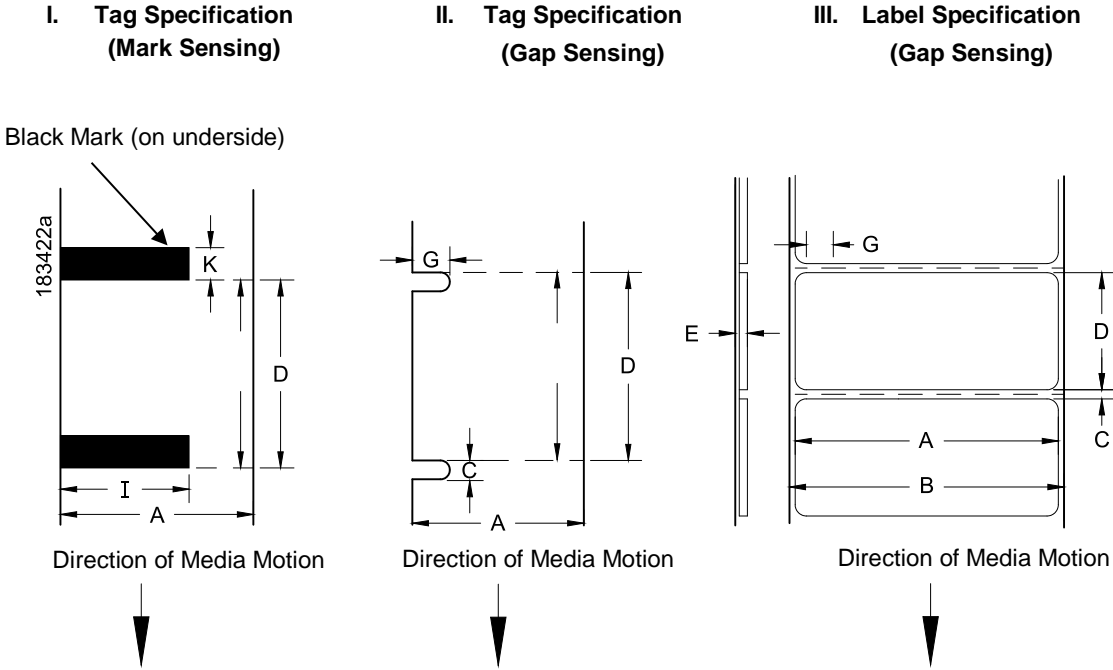 I. Tag Specification
(Mark Sensing)
II. Tag Specification
(Gap Sensing)
III. Label Specification
(Gap Sensing)
Black Mark (on underside)
183422a
K
D
I
A
Direction of Media Motion
G
D
C
A
Direction of Media Motion
G
E
D
C
A
B
Direction of Media Motion